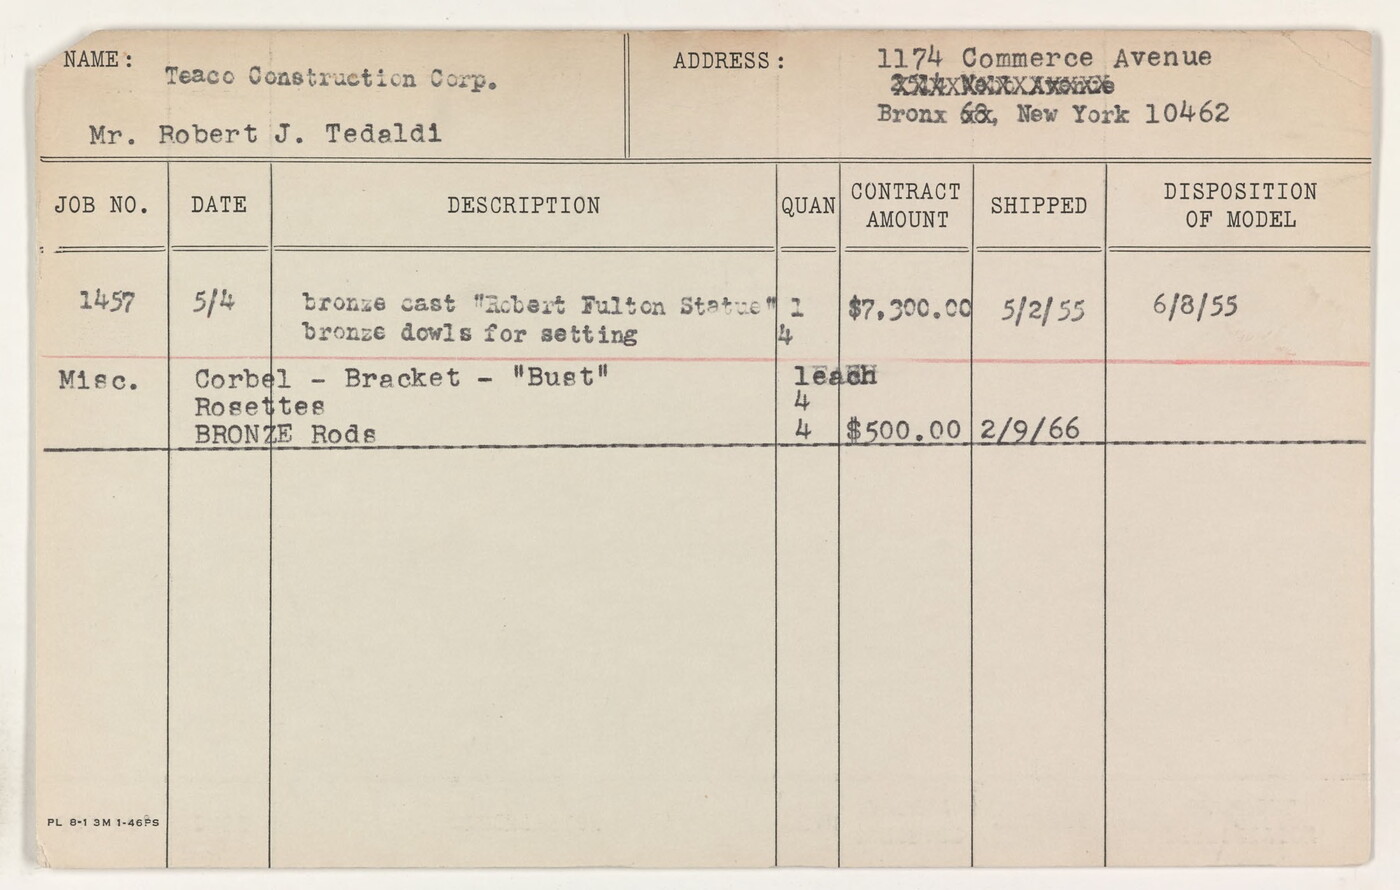 NAME:
Teaco Construction Corp.
Mr. Robert J. Tedaldi
ADDRESS:
1174 Commerce Avenue
Avenue
Bronx 68, New York 10462
JOB NO. DATE DESCRIPTION QUAN CONTRACT AMOUNT SHIPPED DISPOSITION OF MODEL
1457 5/4 bronze cast "Robert Fulton Statue" 1 $7,300.00 5/2/55 6/8/55
bronze dowls for setting 4
Misc. Corbel - Bracket - "Bust" 1each
Rosettes 4
BRONZE Rods 4 $500.00 2/9/66
PL 8-1 3M 1-46PS